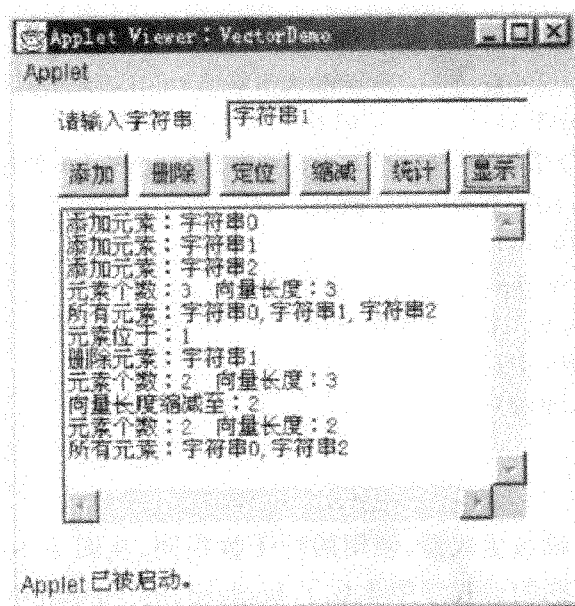 Applet Viewer: VectorDemo
Applet
请输入字符串 字符串1
添加 删除 定位 缩减 统计 显示
添加元素：字符串0
添加元素：字符串1
添加元素：字符串2
元素个数：3 向量长度：3
所有元素：字符串0,字符串1,字符串2
元素位于：1
删除元素：字符串1
元素个数：2 向量长度：3
向量长度缩减至：2
元素个数：2 向量长度：2
所有元素：字符串0,字符串2
Applet 已被启动。